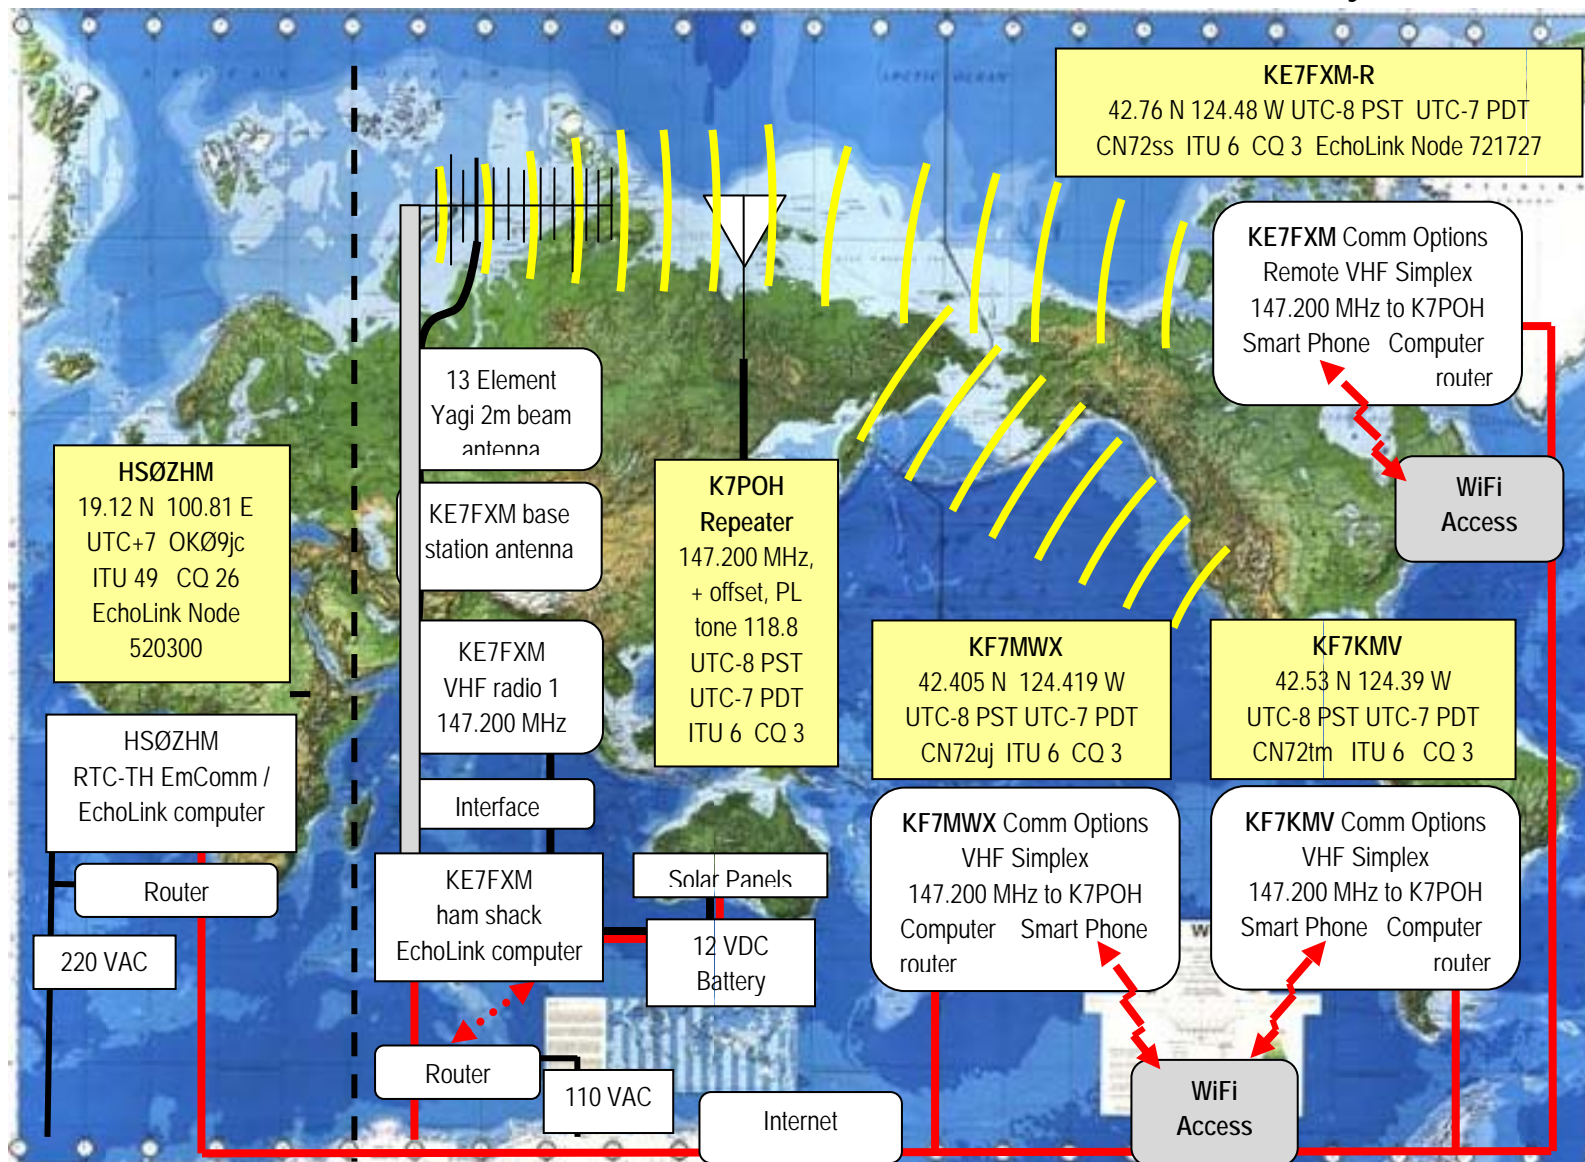 KE7FXM-R
42.76 N 124.48 W UTC-8 PST UTC-7 PDT
CN72ss ITU 6 CQ 3 EchoLink Node 721727
KE7FXM Comm Options
Remote VHF Simplex
147.200 MHz to K7POH
Smart Phone Computer
router
WiFi
Access
13 Element
Yagi 2m beam
antenna
KE7FXM base
station antenna
KE7FXM
VHF radio 1
147.200 MHz
Interface
KE7FXM
ham shack
EchoLink computer
Solar Panels
12 VDC
Battery
Router
110 VAC
HSØZHM
19.12 N 100.81 E
UTC+7 OKØ9jc
ITU 49 CQ 26
EchoLink Node
520300
HSØZHM
RTC-TH EmComm /
EchoLink computer
Router
220 VAC
K7POH
Repeater
147.200 MHz,
+ offset, PL
tone 118.8
UTC-8 PST
UTC-7 PDT
ITU 6 CQ 3
KF7MWX
42.405 N 124.419 W
UTC-8 PST UTC-7 PDT
CN72uj ITU 6 CQ 3
KF7MWX Comm Options
VHF Simplex
147.200 MHz to K7POH
Computer Smart Phone
router
KF7KMV
42.53 N 124.39 W
UTC-8 PST UTC-7 PDT
CN72tm ITU 6 CQ 3
KF7KMV Comm Options
VHF Simplex
147.200 MHz to K7POH
Smart Phone Computer
router
WiFi
Access
Internet